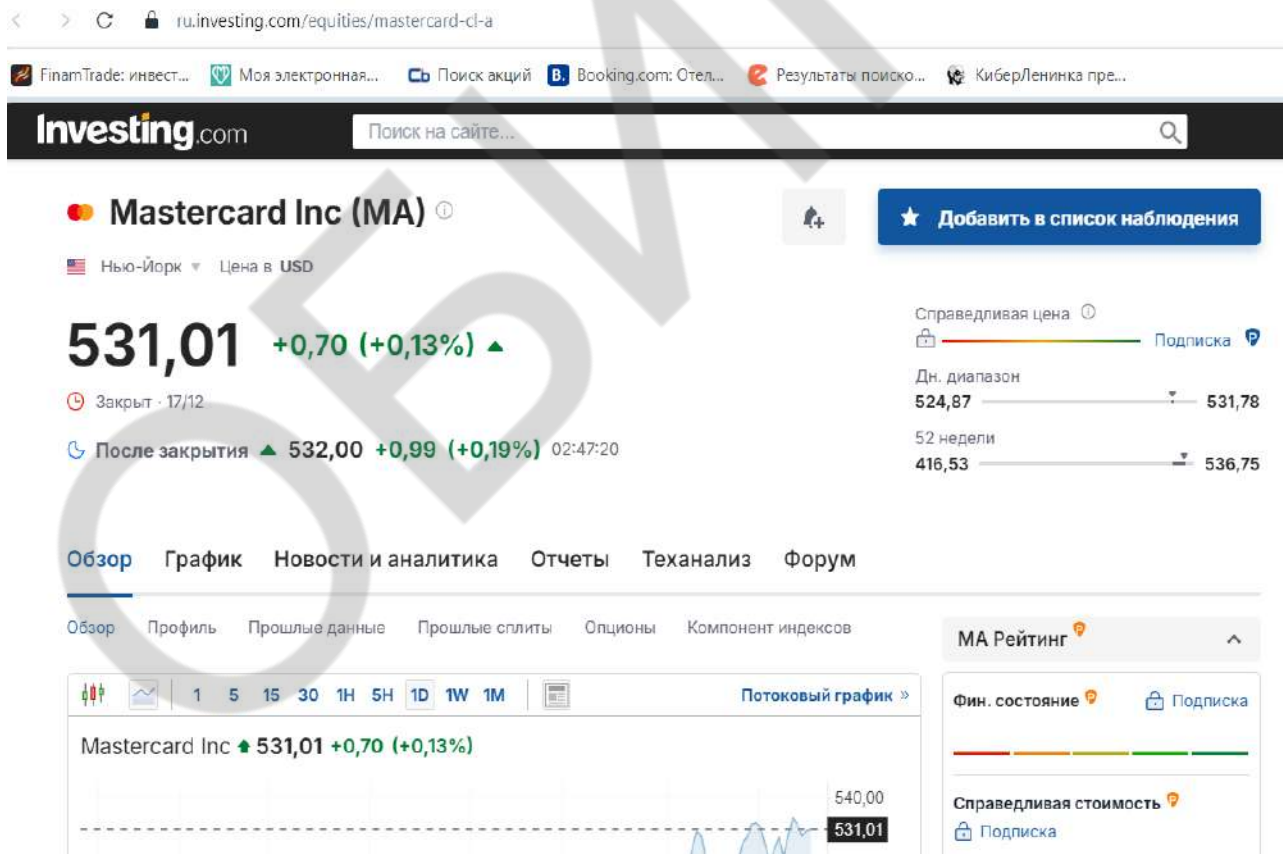 ru.investing.com/equities/mastercard-cl-a
FinamTrade: инвест... Моя электронная... Cb Поиск акций B. Booking.com: Отел... Результаты поиско... КиберЛенинка пре...
Investing.com Поиск на сайте...
Mastercard Inc (MA)
Добавить в список наблюдения
Нью-Йорк Цена в USD
531,01 +0,70 (+0,13%)
Закрыт · 17/12
После закрытия 532,00 +0,99 (+0,19%) 02:47:20
Справедливая цена
Подписка
Дн. диапазон
524,87 531,78
52 недели
416,53 536,75
Обзор График Новости и аналитика Отчеты Теханализ Форум
Обзор Профиль Прошлые данные Прошлые сплиты Опционы Компонент индексов
1 5 15 30 1H 5H 1D 1W 1M Потоковый график »
Mastercard Inc 531,01 +0,70 (+0,13%)
540,00
531,01
MA Рейтинг
Фин. состояние Подписка
Справедливая стоимость
Подписка